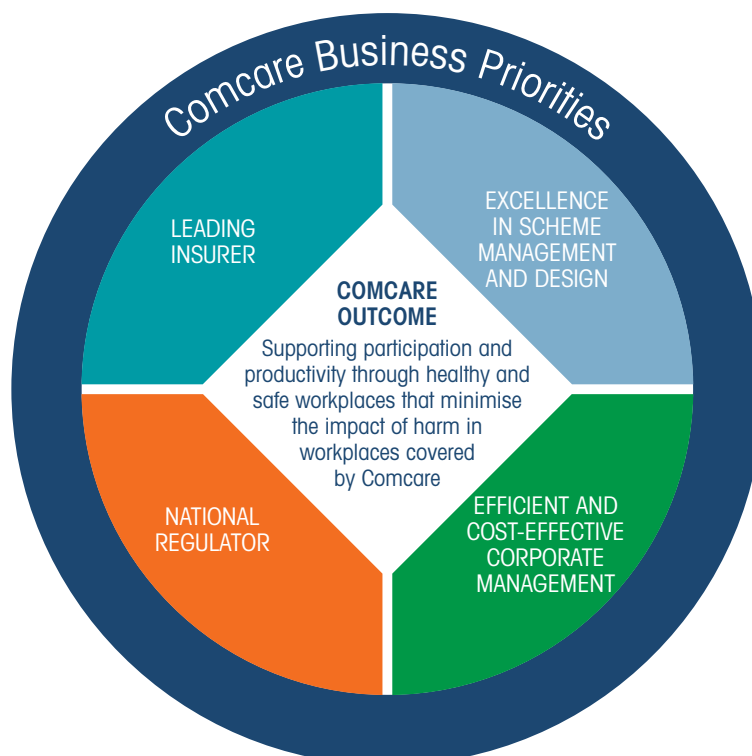 Comcare Business Priorities
LEADING
INSURER
EXCELLENCE
IN SCHEME
MANAGEMENT
AND DESIGN
COMCARE
OUTCOME
Supporting participation and
productivity through healthy and
safe workplaces that minimise
the impact of harm in
workplaces covered
by Comcare
NATIONAL
REGULATOR
EFFICIENT AND
COST-EFFECTIVE
CORPORATE
MANAGEMENT